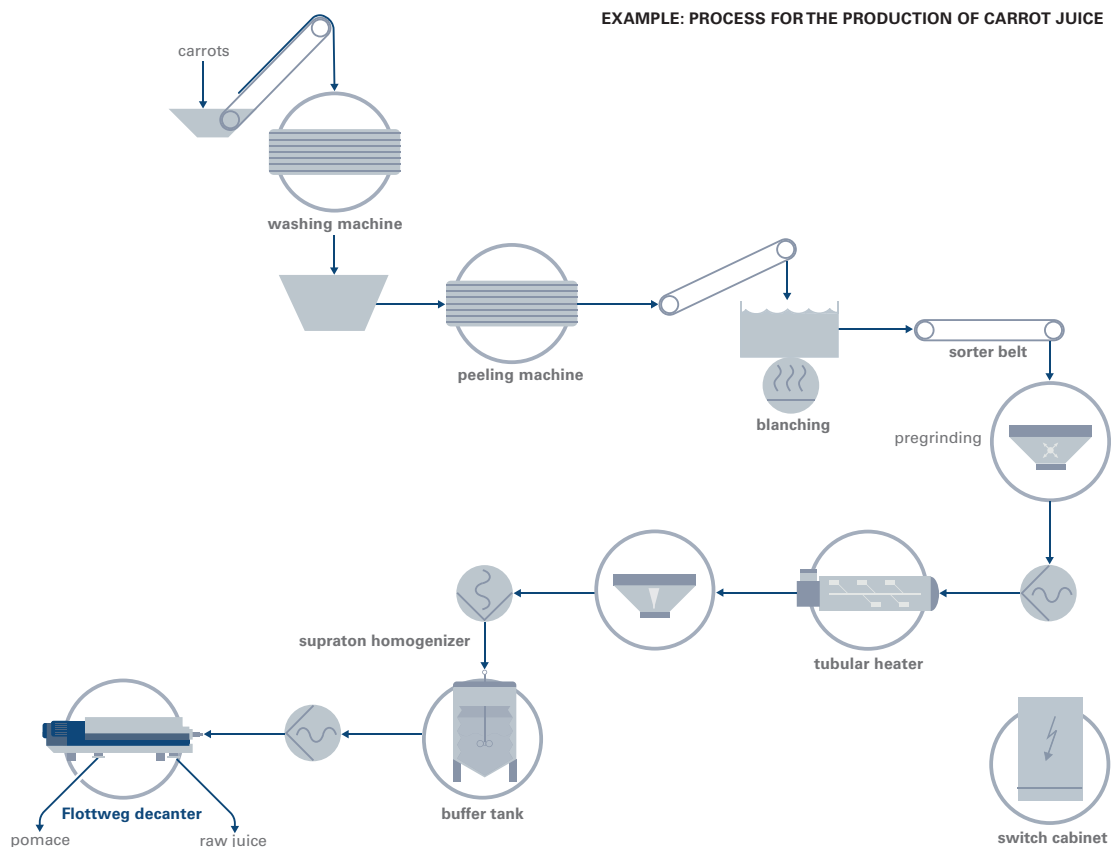 EXAMPLE: PROCESS FOR THE PRODUCTION OF CARROT JUICE
carrots
washing machine
peeling machine
blanching
sorter belt
pregrinding
tubular heater
supraton homogenizer
buffer tank
Flottweg decanter
pomace
raw juice
switch cabinet